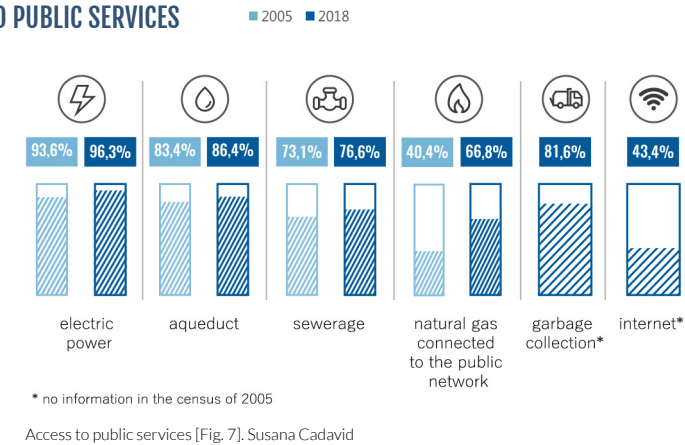 PUBLIC SERVICES
2005 2018
93,6% 96,3% 83,4% 86,4% 73,1% 76,6% 40,4% 66,8% 81,6% 43,4%
electric
power
aqueduct
sewerage
natural gas
connected
to the public
network
garbage
collection*
internet*
* no information in the census of 2005
Access to public services [Fig. 7]. Susana Cadavid